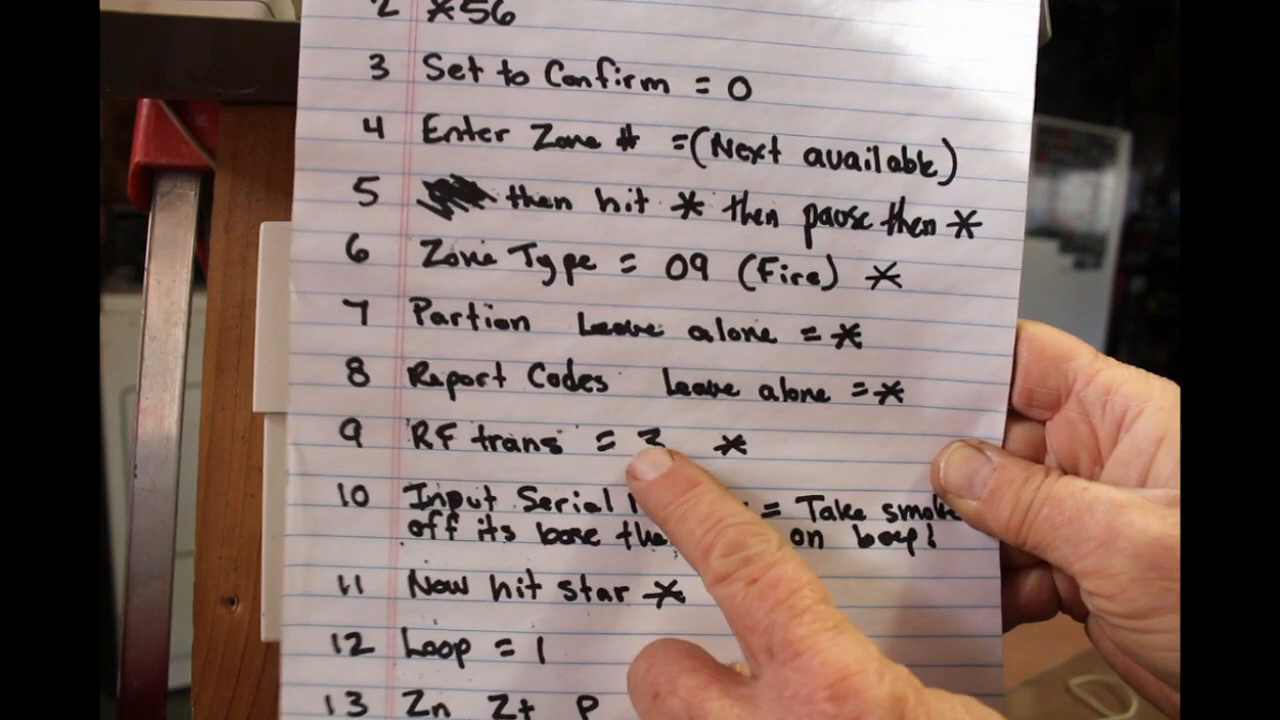 2 *56
3 Set to Confirm = 0
4 Enter Zone # =(Next available)
5 then hit * then pause then *
6 Zone Type = 09 (Fire) *
7 Partion Leave alone = *
8 Report Codes Leave alone = *
9 RF trans = 3 *
10 Input Serial = Take
off its base on beep!
11 Now hit star *
12 Loop = 1
13 Zn Zt P